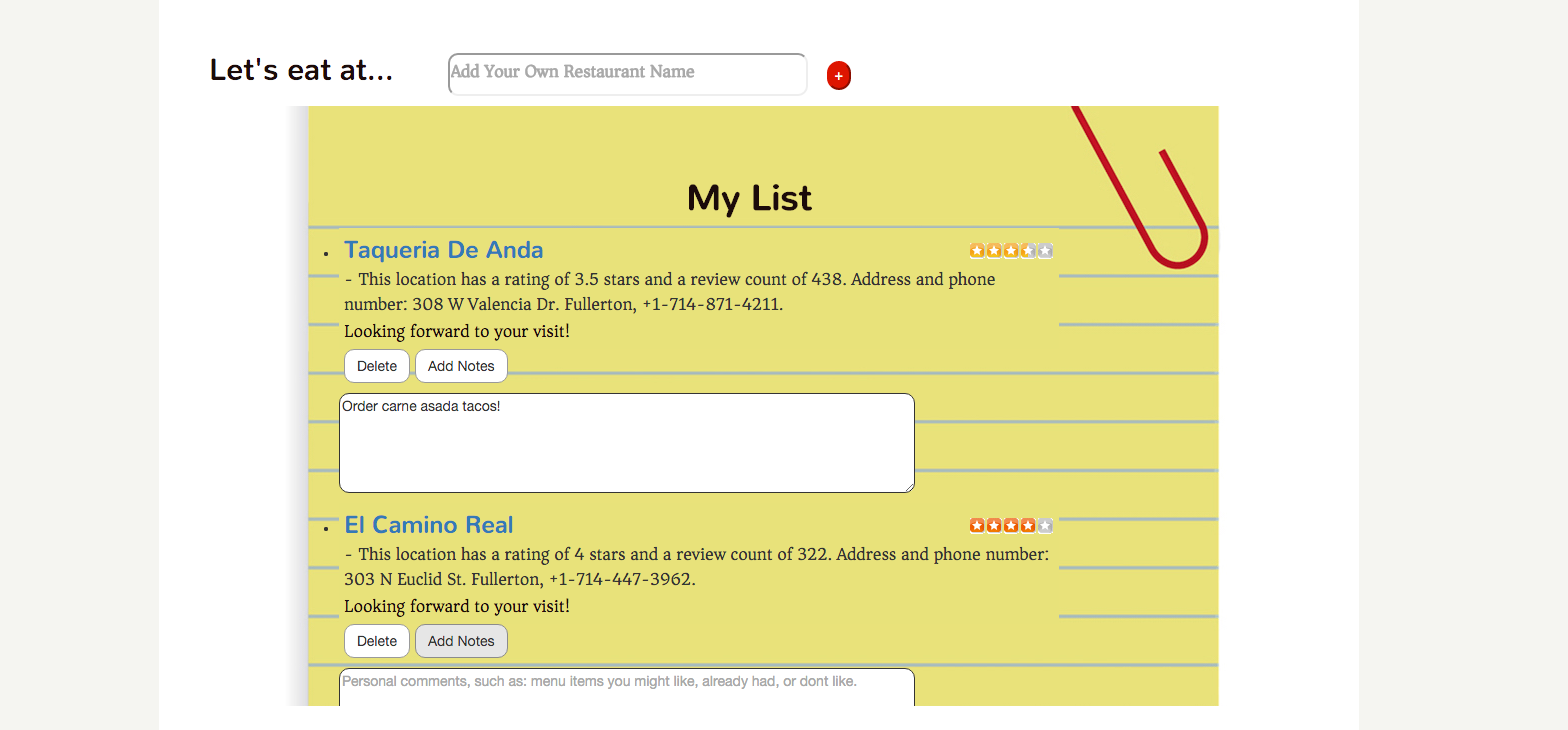 Let's eat at...
Add Your Own Restaurant Name
+
My List
Taqueria De Anda
- This location has a rating of 3.5 stars and a review count of 438. Address and phone
number: 308 W Valencia Dr. Fullerton, +1-714-871-4211.
Looking forward to your visit!
Delete Add Notes
Order carne asada tacos!
El Camino Real
- This location has a rating of 4 stars and a review count of 322. Address and phone number:
303 N Euclid St. Fullerton, +1-714-447-3962.
Looking forward to your visit!
Delete Add Notes
Personal comments, such as: menu items you might like, already had, or dont like.